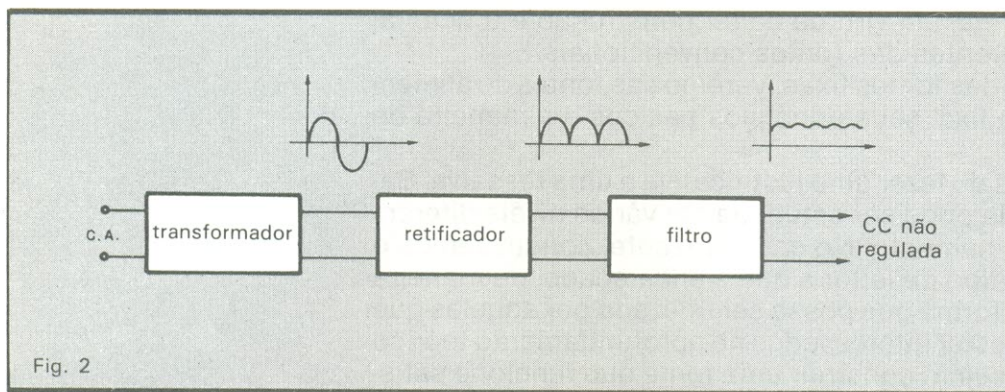 C.A.
transformador
retificador
filtro
CC não
regulada
Fig. 2